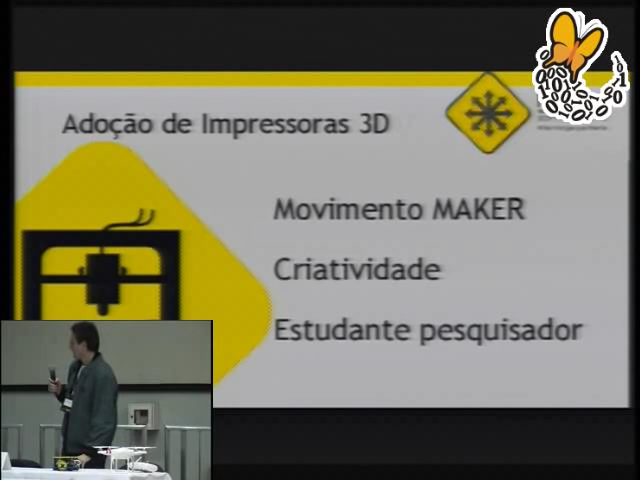 Adoção de Impressoras 3D
Movimento MAKER
Criatividade
Estudante pesquisador